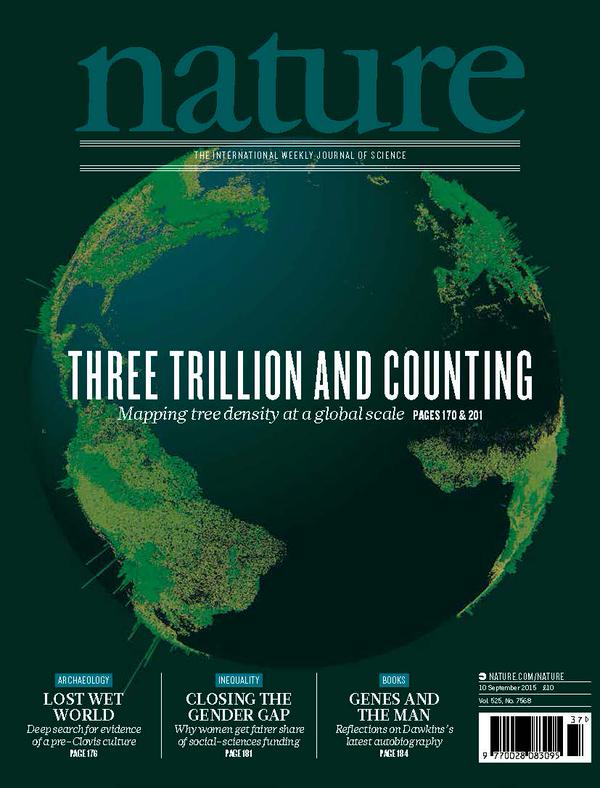 nature
THE INTERNATIONAL WEEKLY JOURNAL OF SCIENCE
THREE TRILLION AND COUNTING
Mapping tree density at a global scale PAGES 170 & 201
ARCHAEOLOGY
LOST WET
WORLD
Deep search for evidence
of a pre-Clovis culture
PAGE 176
INEQUALITY
CLOSING THE
GENDER GAP
Why women get fairer share
of social-sciences funding
PAGE 181
BOOKS
GENES AND
THE MAN
Reflections on Dawkins's
latest autobiography
PAGE 184
NATURE.COM/NATURE
10 September 2015 £10
Vol. 525, No. 7568
37
9 770028 083095